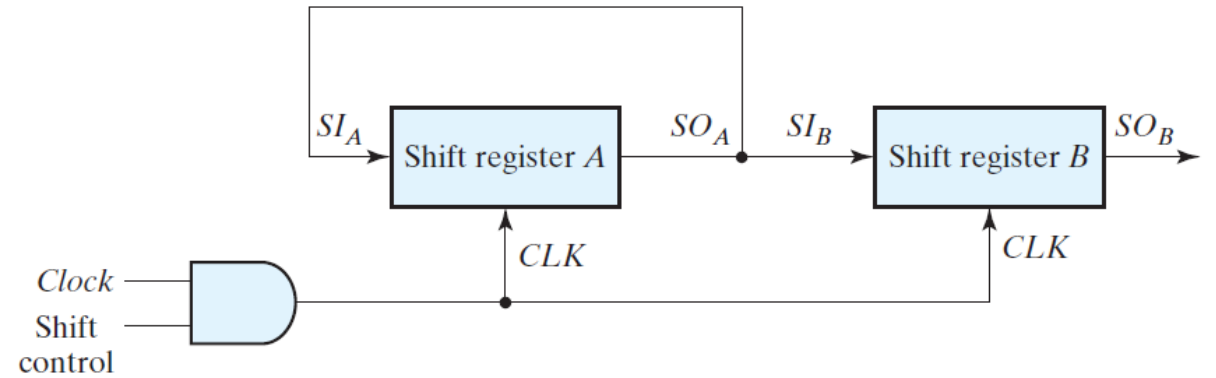 SI_A
Shift register A
SO_A
SI_B
Shift register B
SO_B
CLK
CLK
Clock
Shift
control